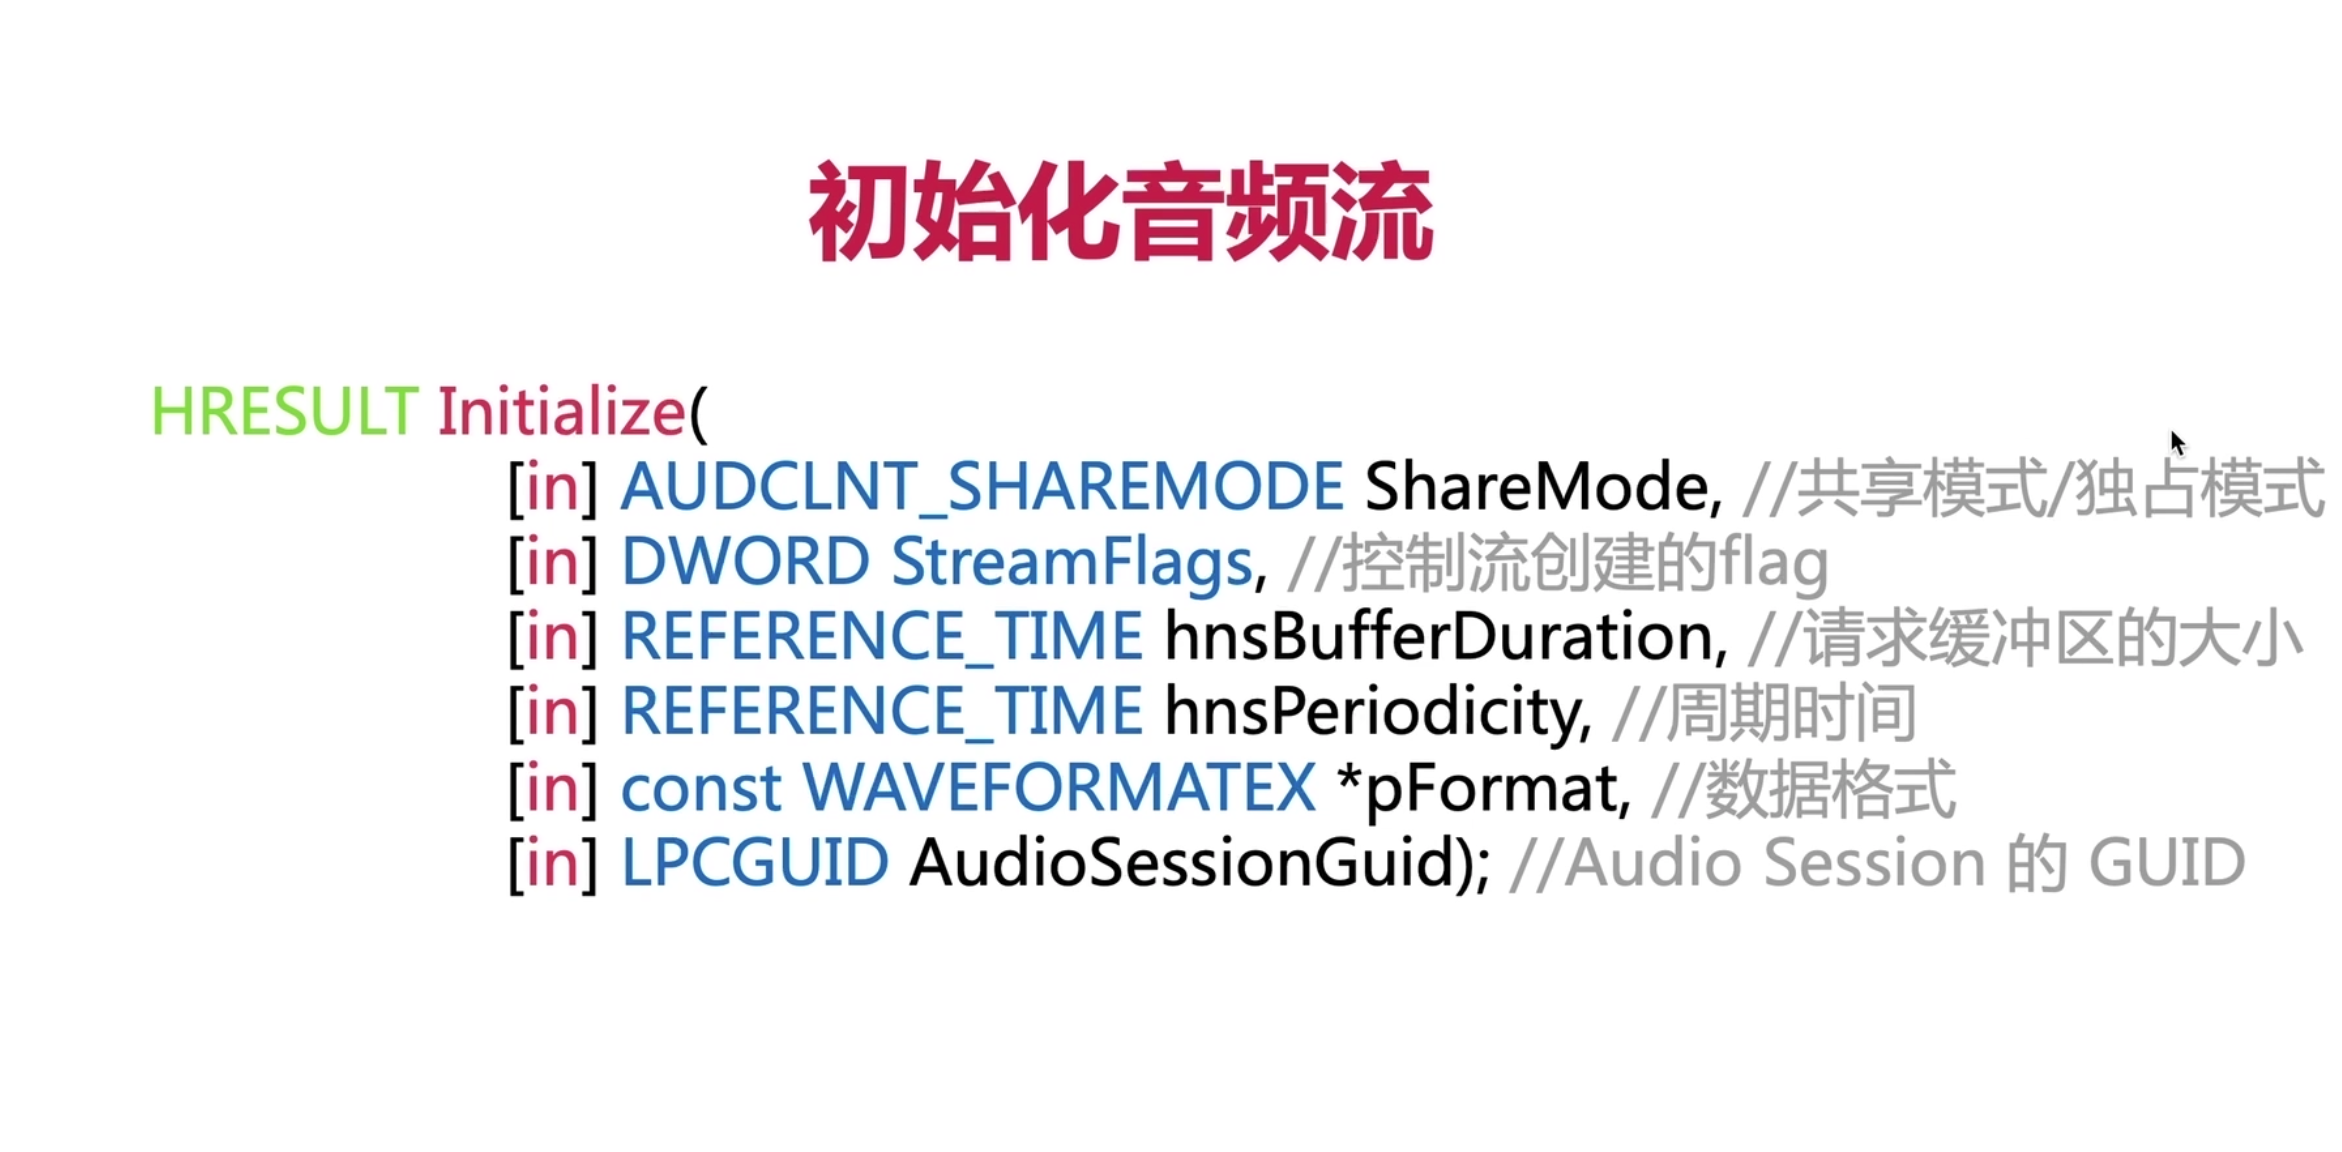 初始化音频流
HRESULT Initialize(
[in] AUDCLNT_SHAREMODE ShareMode, //共享模式/独占模式
[in] DWORD StreamFlags, //控制流创建的flag
[in] REFERENCE_TIME hnsBufferDuration, //请求缓冲区的大小
[in] REFERENCE_TIME hnsPeriodicity, //周期时间
[in] const WAVEFORMATEX *pFormat, //数据格式
[in] LPCGUID AudioSessionGuid); //Audio Session 的 GUID